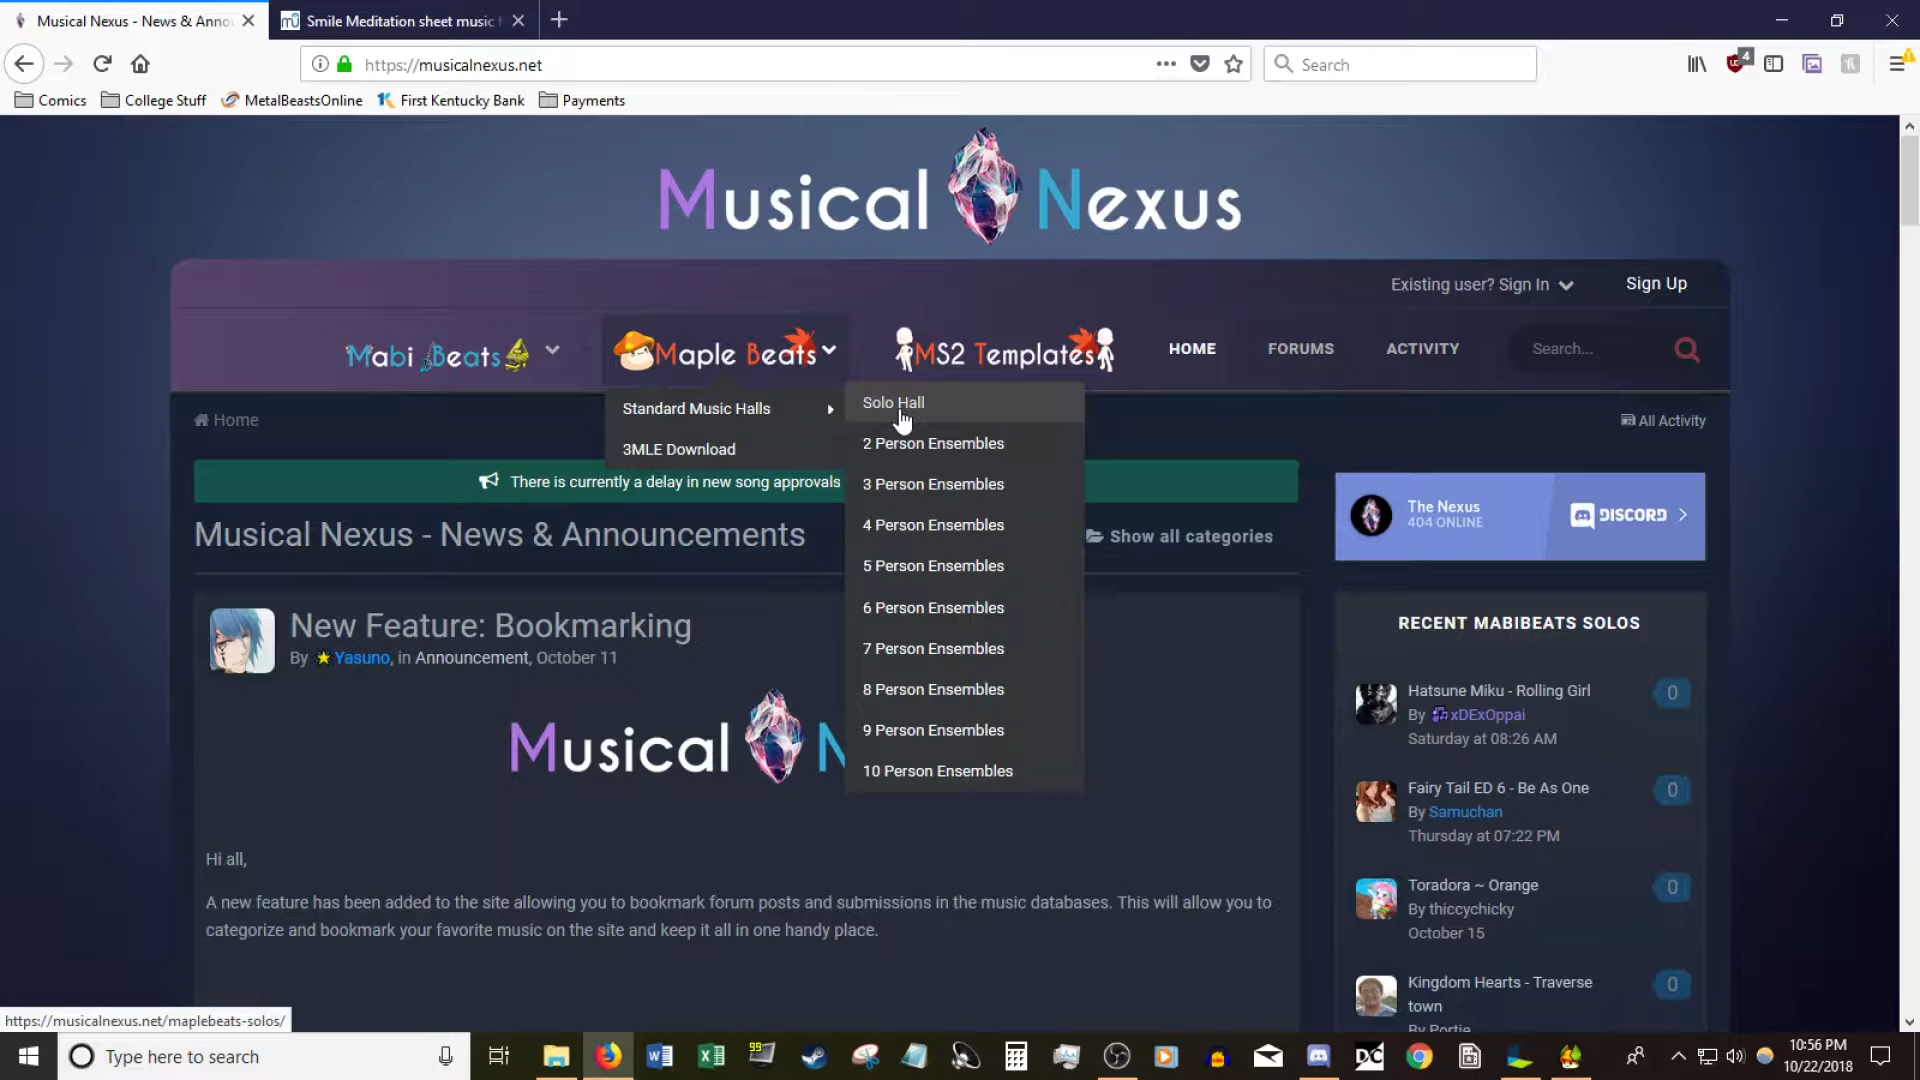 Musical Nexus - News & Anno
Smile Meditation sheet music f
https://musicalnexus.net
Search
4
Comics
College Stuff
MetalBeastsOnline
First Kentucky Bank
Payments
Musical Nexus
Existing user? Sign In
Sign Up
Mabi Beats
Maple Beats
MS2 Templates
HOME
FORUMS
ACTIVITY
Search...
Standard Music Halls
3MLE Download
Solo Hall
2 Person Ensembles
3 Person Ensembles
4 Person Ensembles
5 Person Ensembles
6 Person Ensembles
7 Person Ensembles
8 Person Ensembles
9 Person Ensembles
10 Person Ensembles
Home
All Activity
There is currently a delay in new song approvals
Musical Nexus - News & Announcements
Show all categories
The Nexus
404 ONLINE
DISCORD
New Feature: Bookmarking
By Yasuno, in Announcement, October 11
Musical N
Hi all,
A new feature has been added to the site allowing you to bookmark forum posts and submissions in the music databases. This will allow you to
categorize and bookmark your favorite music on the site and keep it all in one handy place.
RECENT MABIBEATS SOLOS
Hatsune Miku - Rolling Girl
By xDExOppai
Saturday at 08:26 AM
0
Fairy Tail ED 6 - Be As One
By Samuchan
Thursday at 07:22 PM
0
Toradora ~ Orange
By thiccychicky
October 15
0
Kingdom Hearts - Traverse
town
By Portie
0
https://musicalnexus.net/maplebeats-solos/
Type here to search
99
10:56 PM
10/22/2018